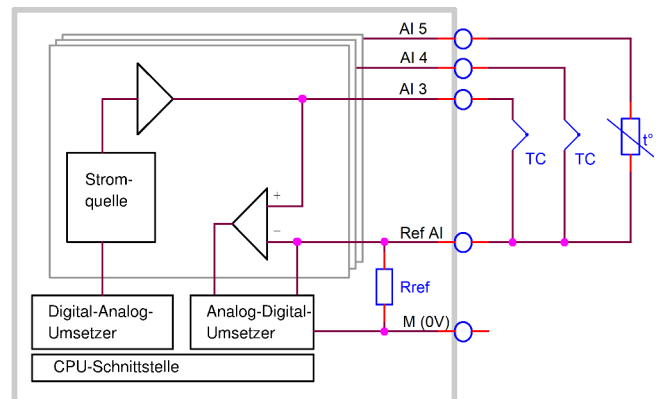 AI 5
AI 4
AI 3
t°
TC
TC
Strom-
quelle
+
−
Ref AI
Rref
Digital-Analog-
Umsetzer
Analog-Digital-
Umsetzer
M (0V)
CPU-Schnittstelle